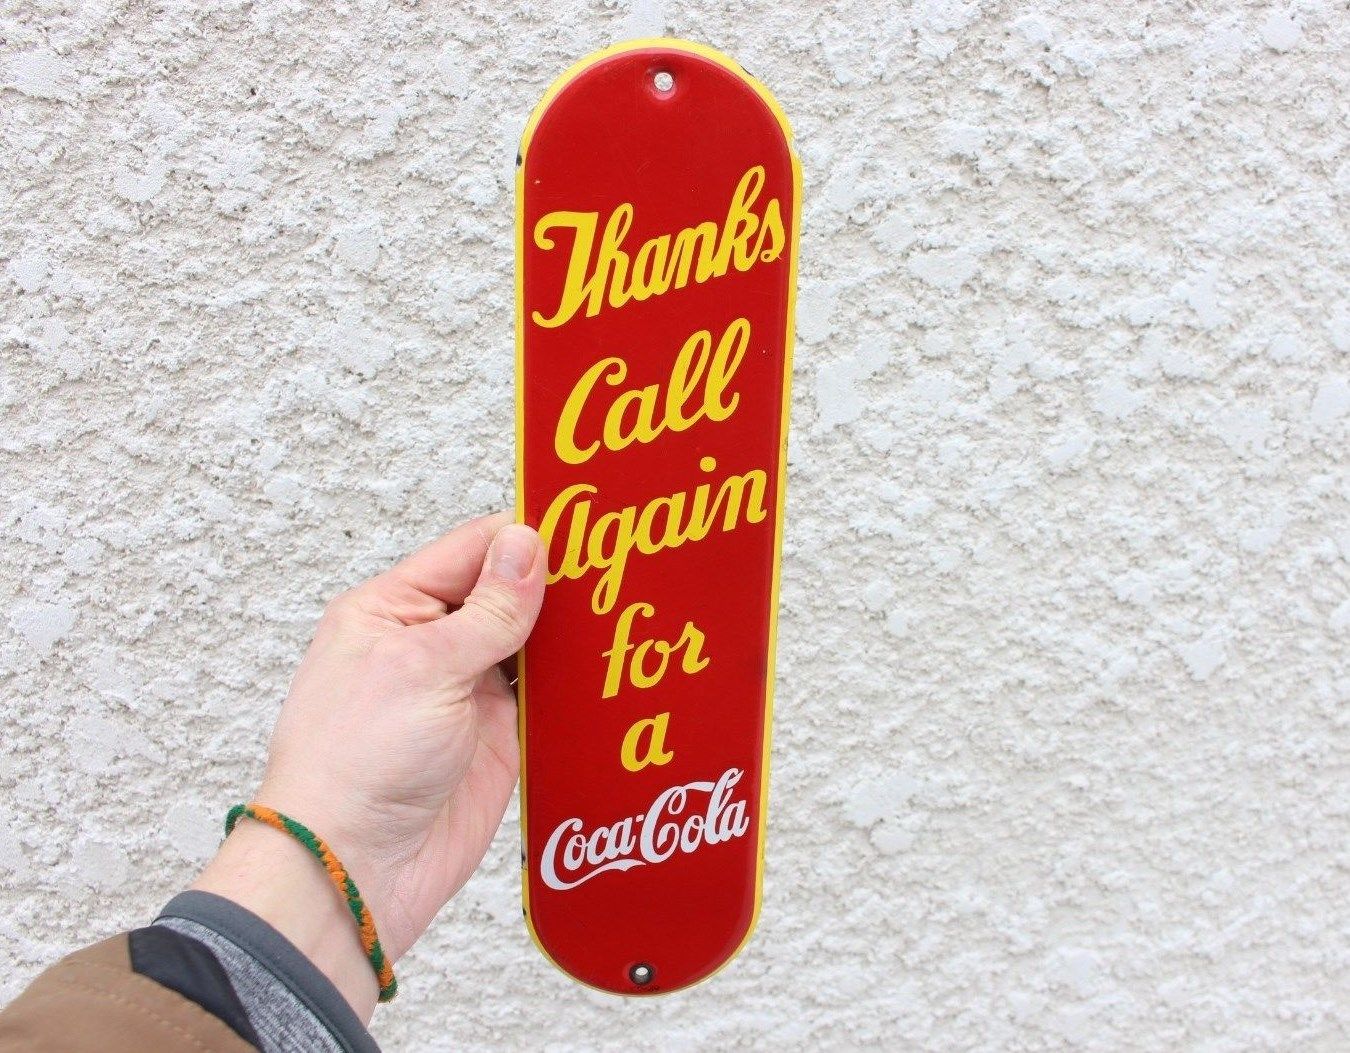 Thanks
Call
Again
for
a
Coca-Cola